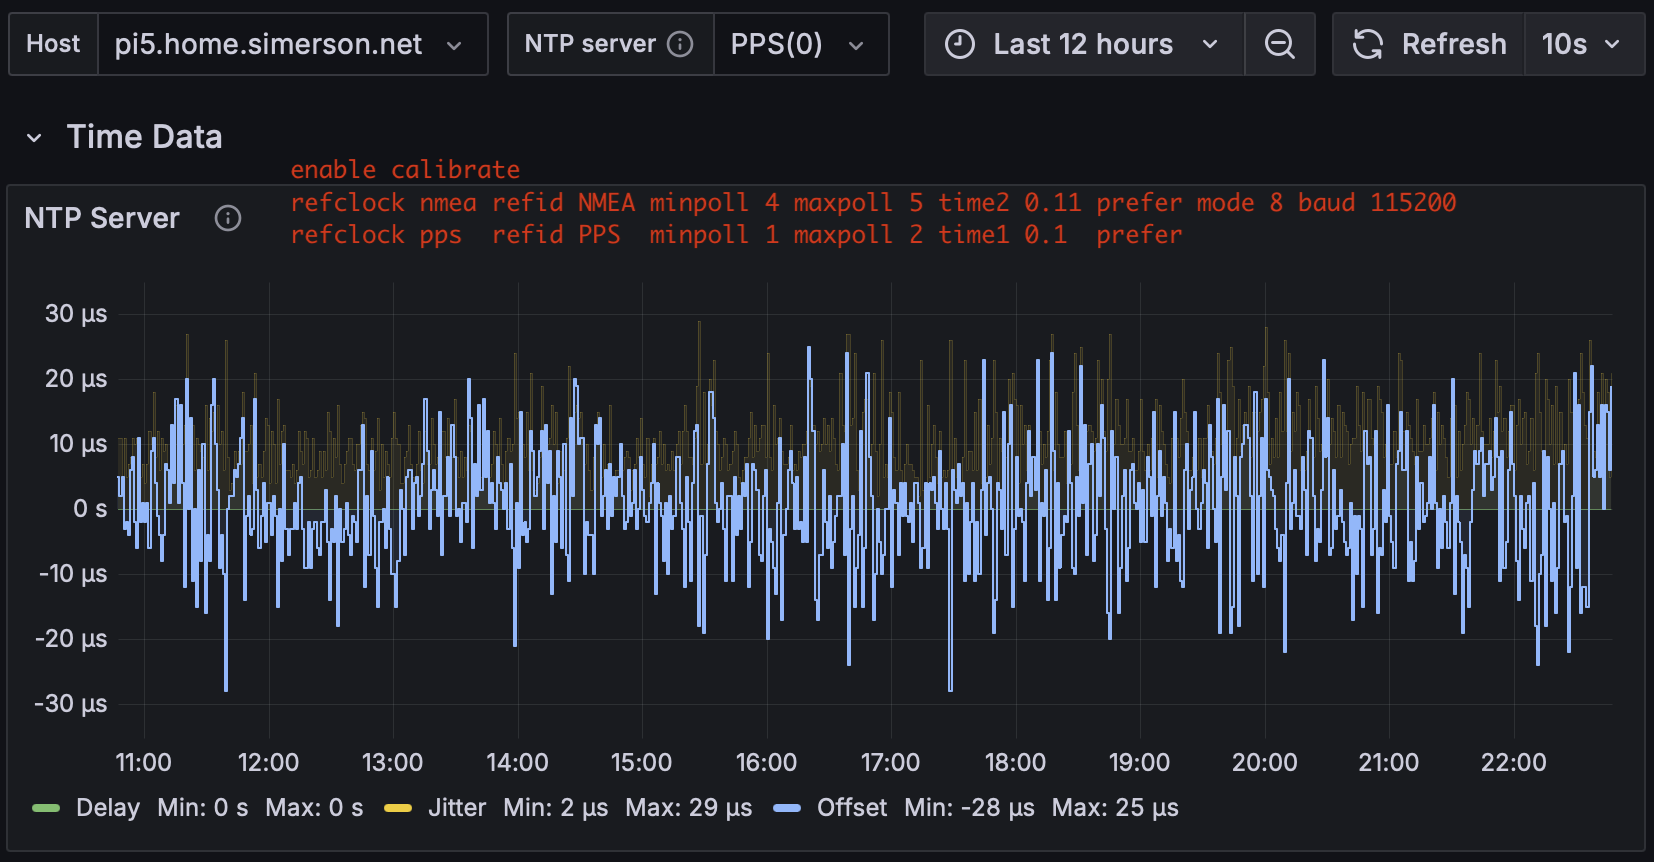 Host pi5.home.simerson.net NTP server PPS(0) Last 12 hours Refresh 10s
Time Data
enable calibrate
refclock nmea refid NMEA minpoll 4 maxpoll 5 time2 0.11 prefer mode 8 baud 115200
NTP Server
refclock pps  refid PPS  minpoll 1 maxpoll 2 time1 0.1  prefer
30 µs
20 µs
10 µs
0 s
-10 µs
-20 µs
-30 µs
11:00 12:00 13:00 14:00 15:00 16:00 17:00 18:00 19:00 20:00 21:00 22:00
Delay Min: 0 s Max: 0 s Jitter Min: 2 µs Max: 29 µs Offset Min: -28 µs Max: 25 µs